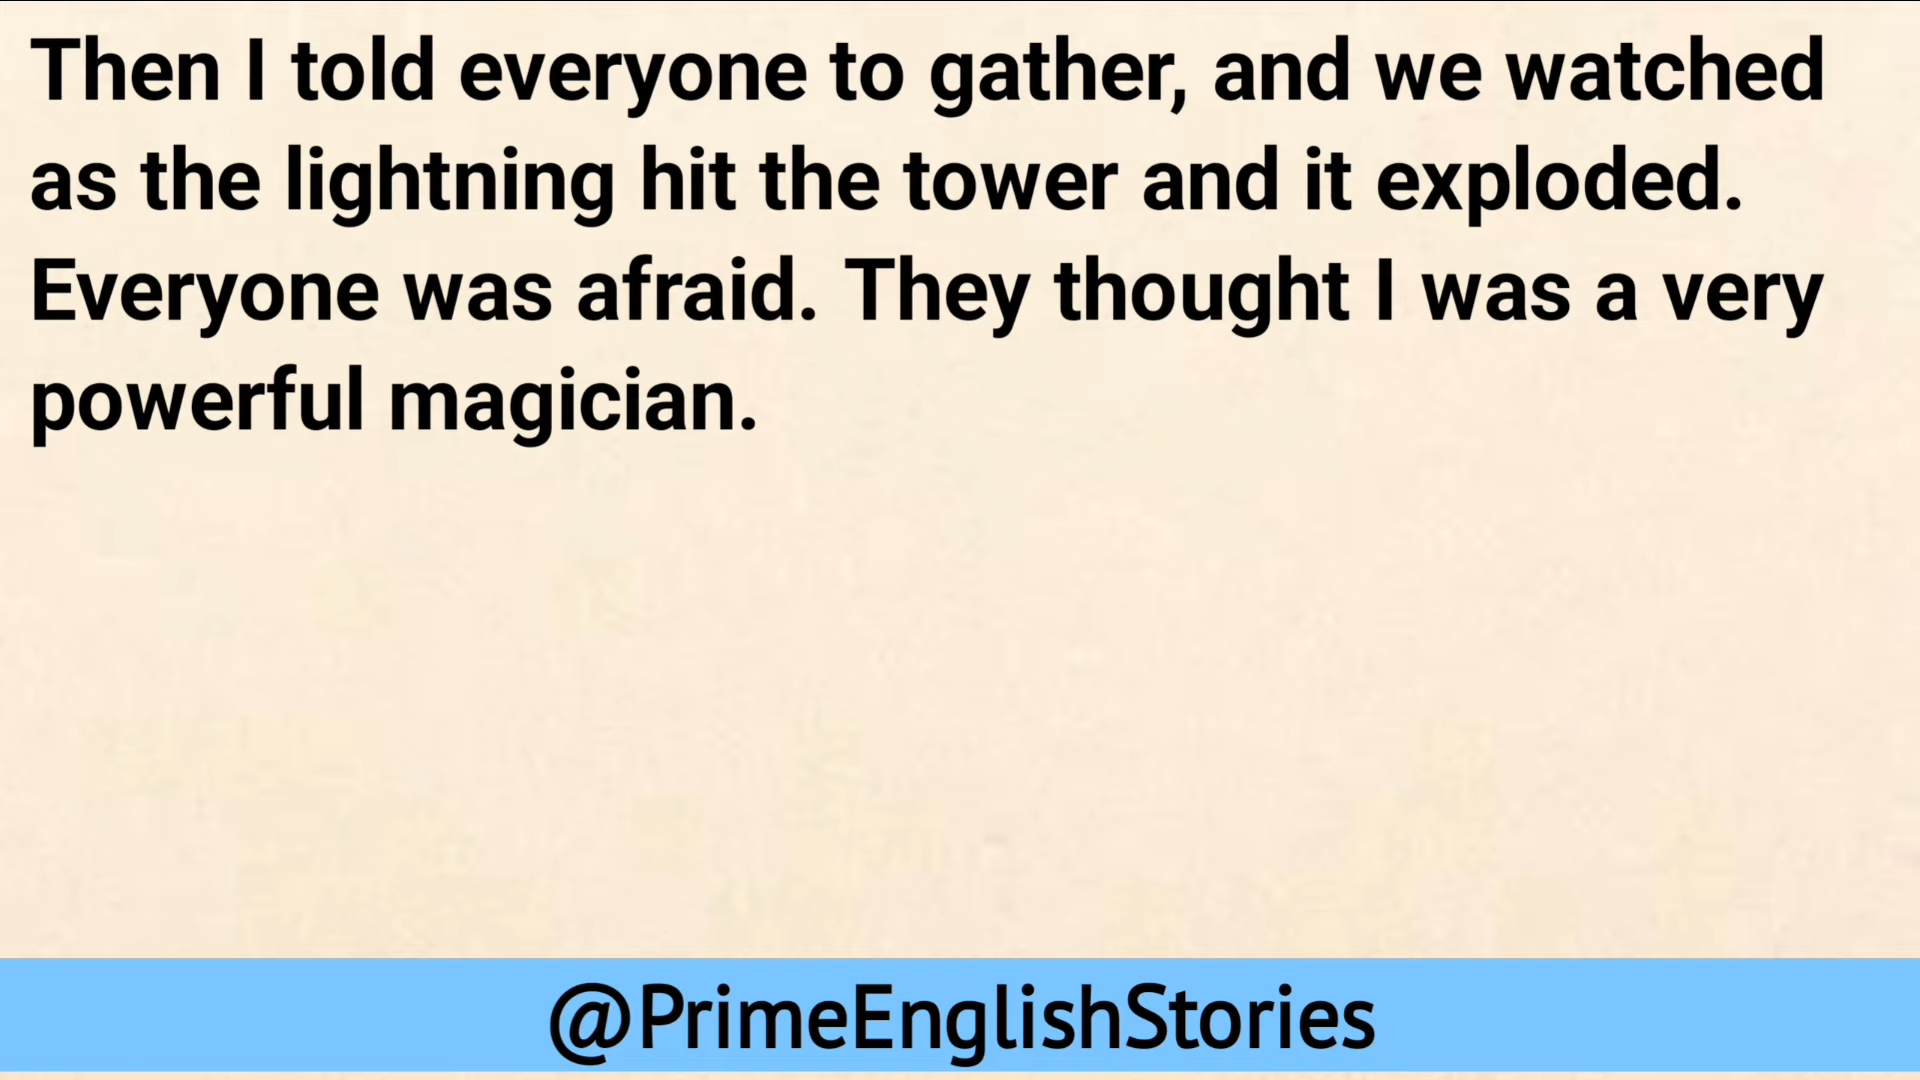 Then I told everyone to gather, and we watched
as the lightning hit the tower and it exploded.
Everyone was afraid. They thought I was a very
powerful magician.
@PrimeEnglishStories